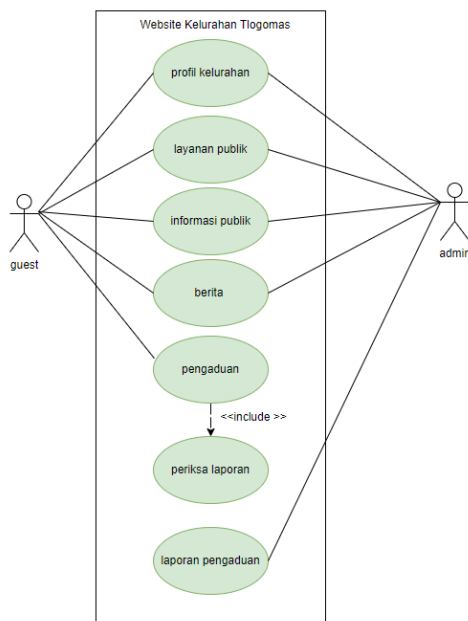 Website Kelurahan Tlogomas
profil kelurahan
layanan publik
informasi publik
guest
admin
berita
pengaduan
<<include >>
periksa laporan
laporan pengaduan